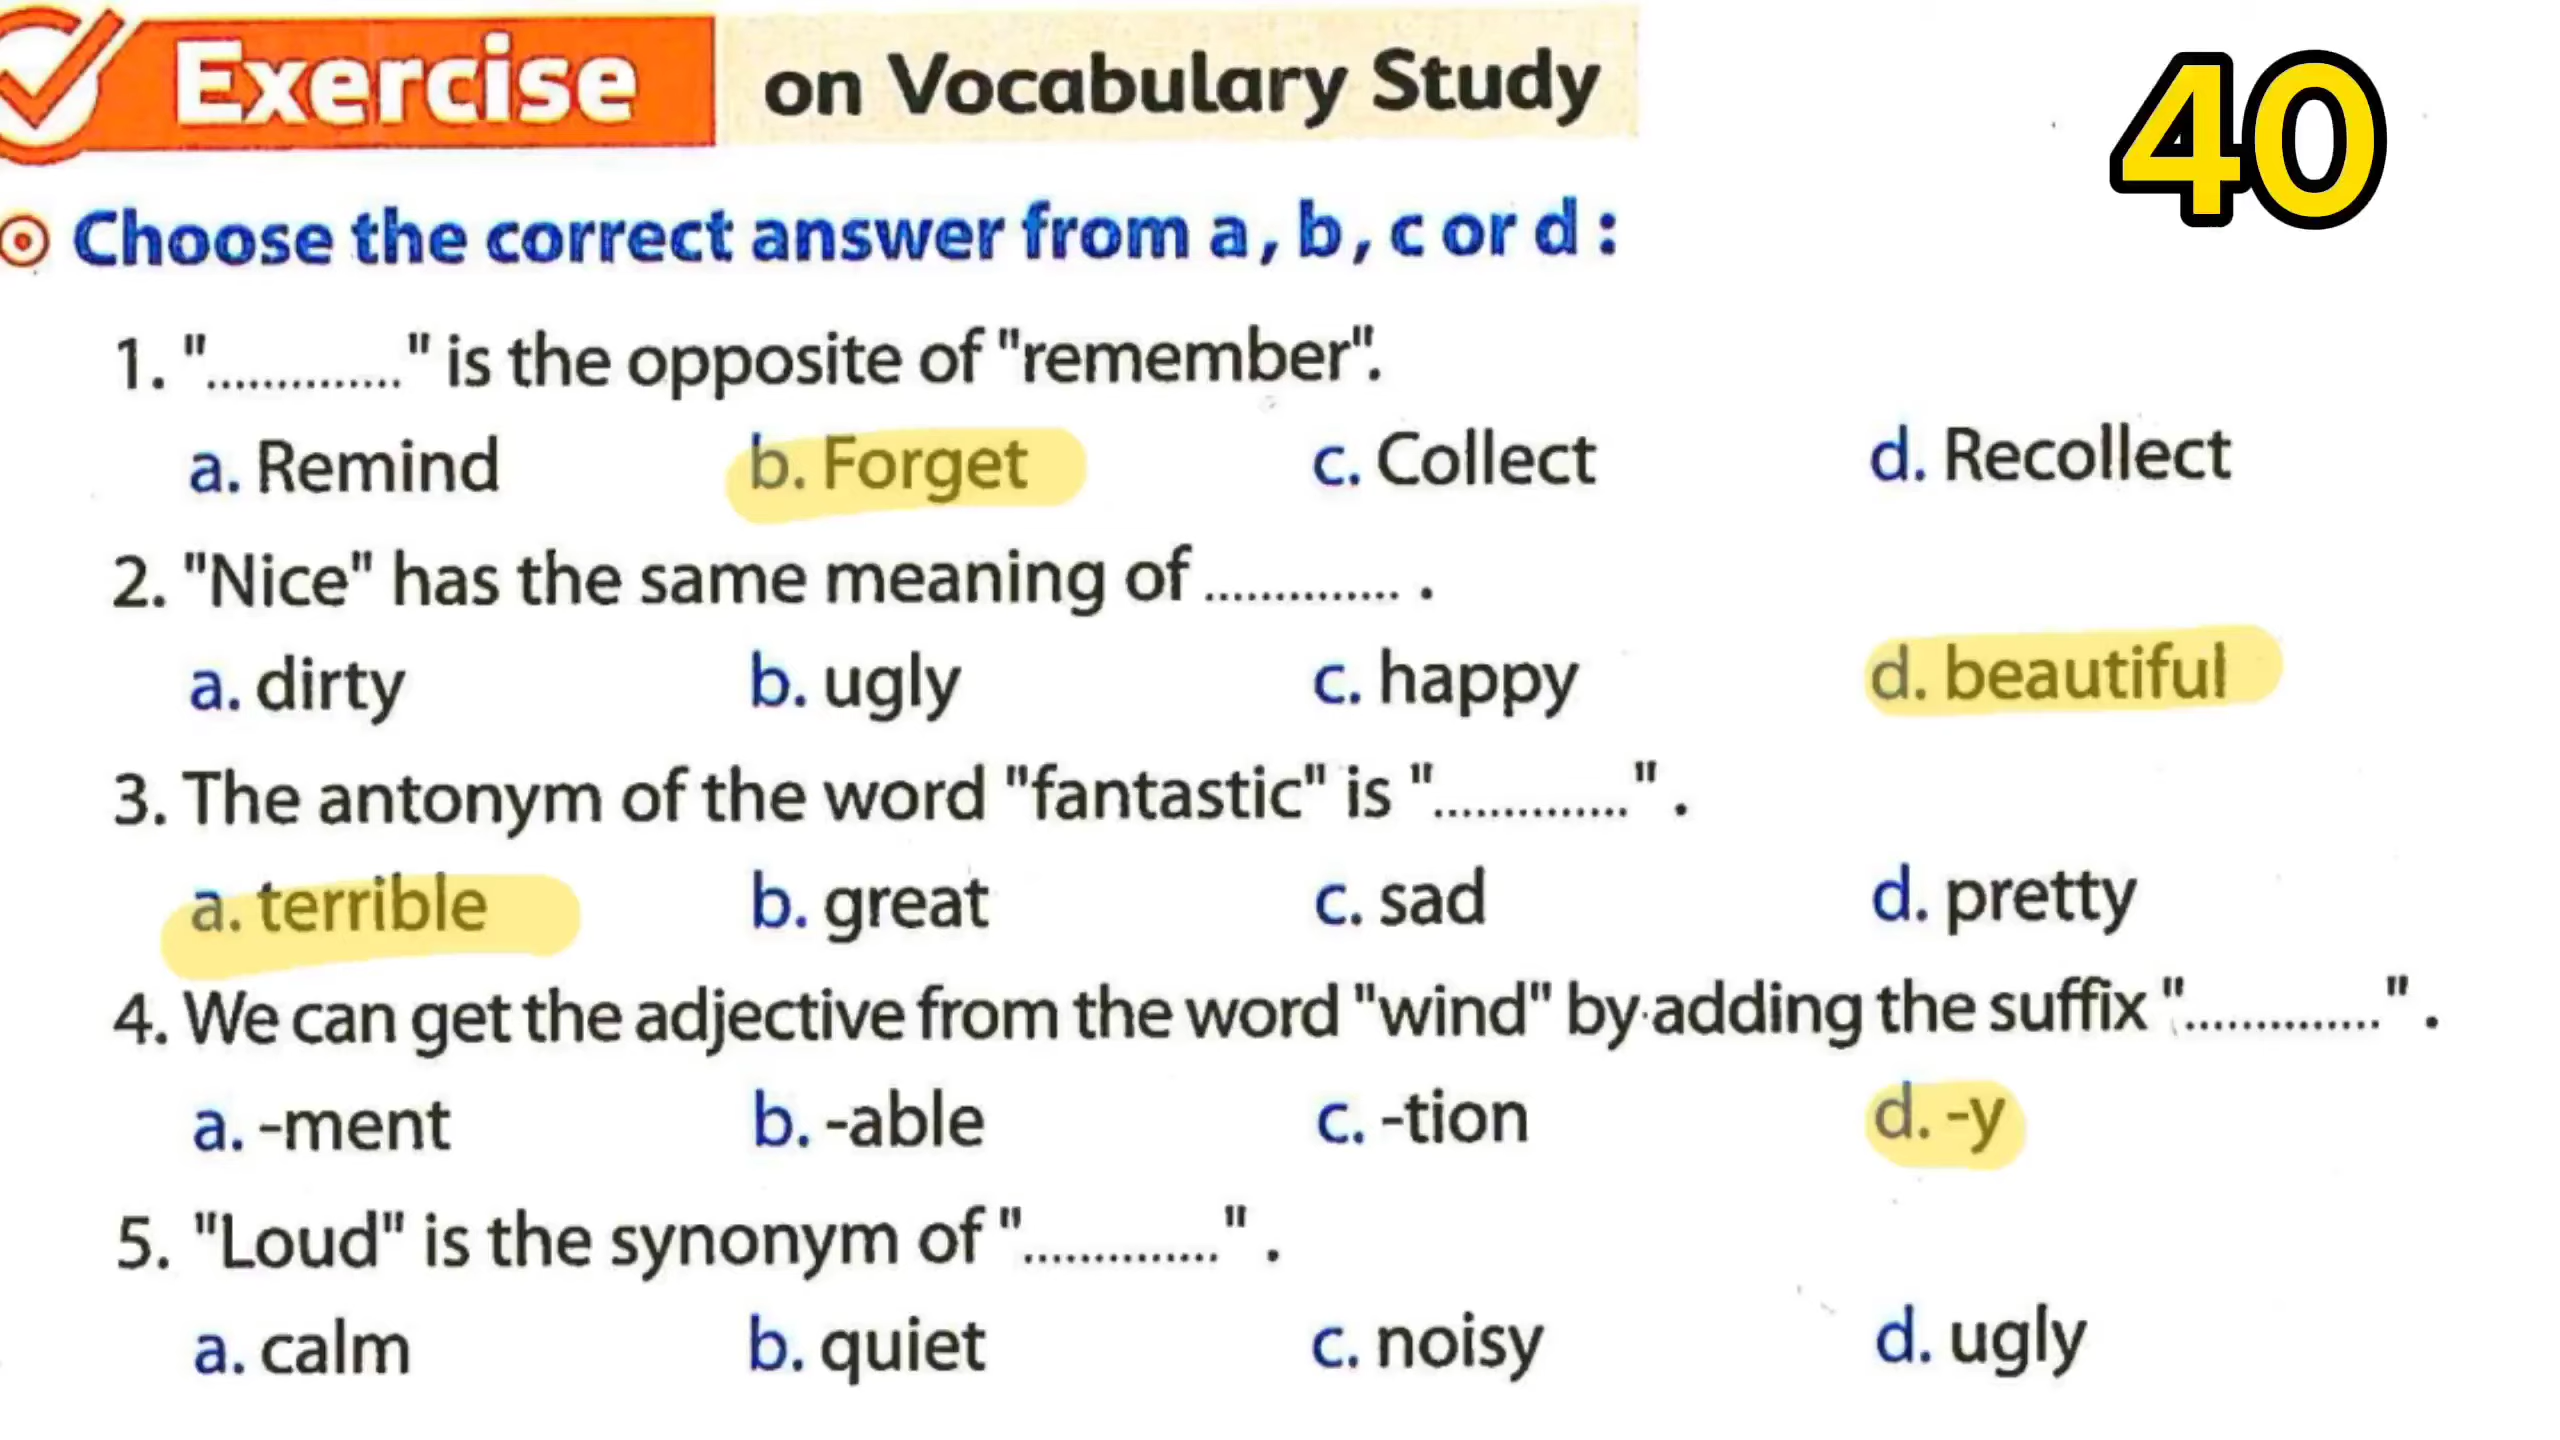 Exercise on Vocabulary Study
40
Choose the correct answer from a, b, c or d :
1. ".............." is the opposite of "remember".
a. Remind b. Forget c. Collect d. Recollect
2. "Nice" has the same meaning of .............. .
a. dirty b. ugly c. happy d. beautiful
3. The antonym of the word "fantastic" is ".............." .
a. terrible b. great c. sad d. pretty
4. We can get the adjective from the word "wind" by adding the suffix ".............." .
a. -ment b. -able c. -tion d. -y
5. "Loud" is the synonym of ".............." .
a. calm b. quiet c. noisy d. ugly